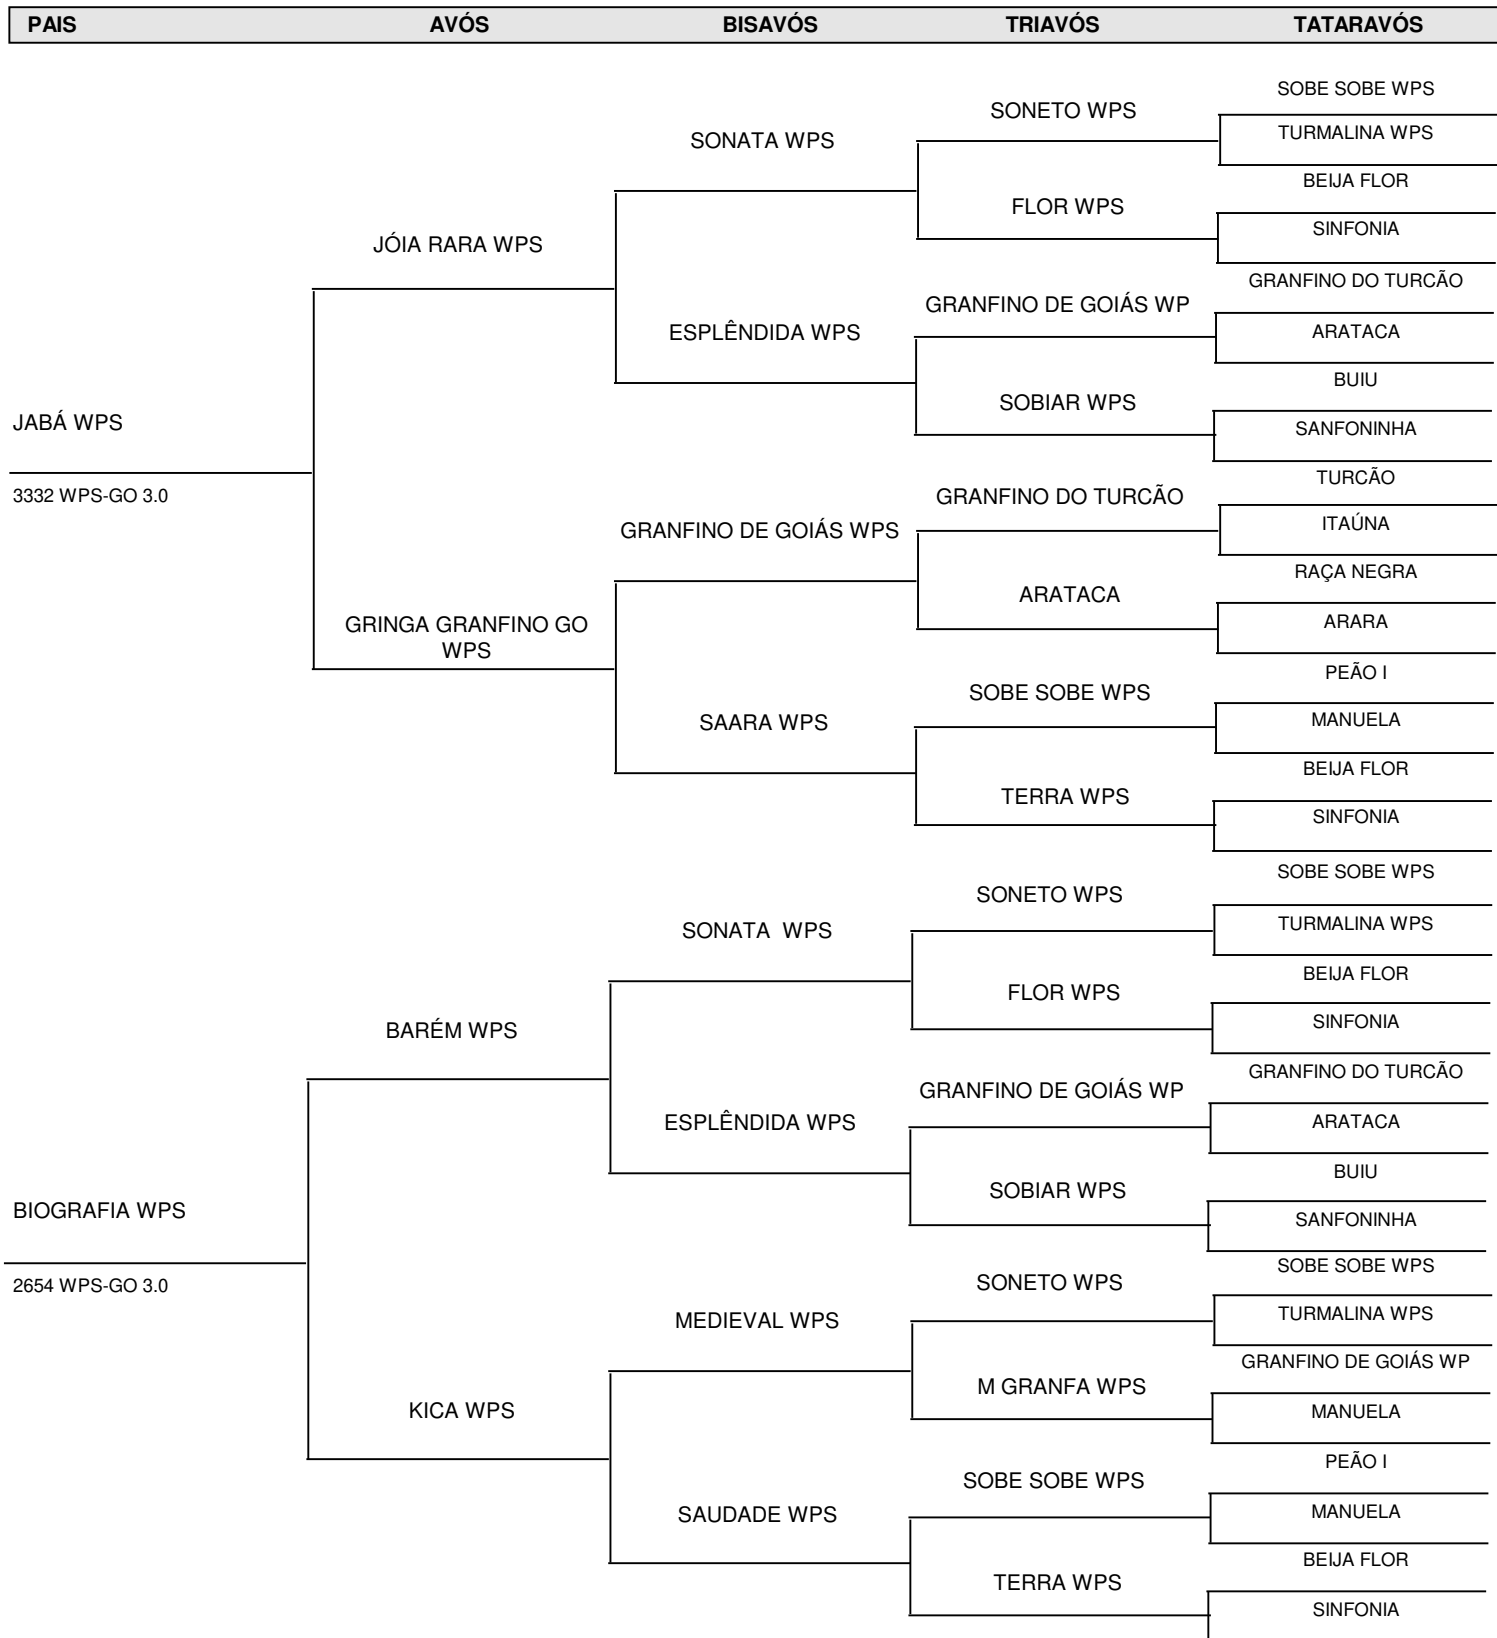 PAIS AVÓS BISAVÓS TRIAVÓS TATARAVÓS
SOBE SOBE WPS
SONETO WPS
TURMALINA WPS
SONATA WPS
BEIJA FLOR
FLOR WPS
SINFONIA
JÓIA RARA WPS
GRANFINO DO TURCÃO
GRANFINO DE GOIÁS WP
ESPLÊNDIDA WPS
ARATACA
BUIU
SOBIAR WPS
JABÁ WPS
SANFONINHA
TURCÃO
3332 WPS-GO 3.0
GRANFINO DO TURCÃO
ITAÚNA
GRANFINO DE GOIÁS WPS
RAÇA NEGRA
ARATACA
ARARA
GRINGA GRANFINO GO
WPS
PEÃO I
SOBE SOBE WPS
MANUELA
SAARA WPS
BEIJA FLOR
TERRA WPS
SINFONIA
SOBE SOBE WPS
SONETO WPS
TURMALINA WPS
SONATA  WPS
BEIJA FLOR
FLOR WPS
SINFONIA
BARÉM WPS
GRANFINO DO TURCÃO
GRANFINO DE GOIÁS WP
ARATACA
ESPLÊNDIDA WPS
BUIU
SOBIAR WPS
BIOGRAFIA WPS
SANFONINHA
SOBE SOBE WPS
SONETO WPS
2654 WPS-GO 3.0
TURMALINA WPS
MEDIEVAL WPS
GRANFINO DE GOIÁS WP
M GRANFA WPS
KICA WPS
MANUELA
PEÃO I
SOBE SOBE WPS
MANUELA
SAUDADE WPS
BEIJA FLOR
TERRA WPS
SINFONIA